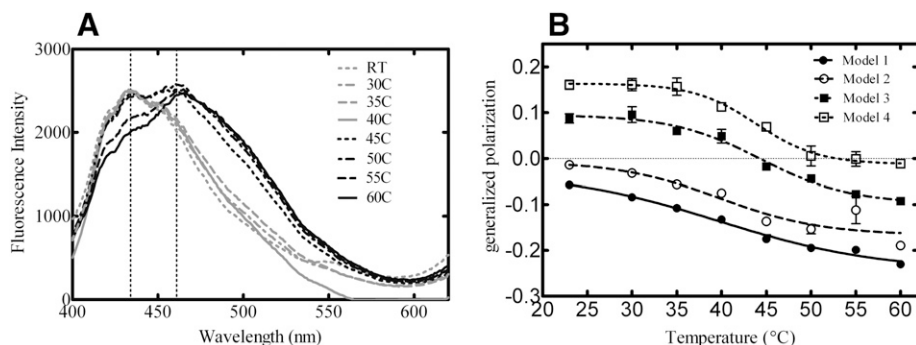 A
3000
2000
1000
0
400
450
500
550
600
Fluorescence Intensity
Wavelength (nm)
RT
30C
35C
40C
45C
50C
55C
60C
B
0.2
0.1
0.0
-0.1
-0.2
-0.3
20
25
30
35
40
45
50
55
60
generalized polarization
Temperature (°C)
Model 1
Model 2
Model 3
Model 4